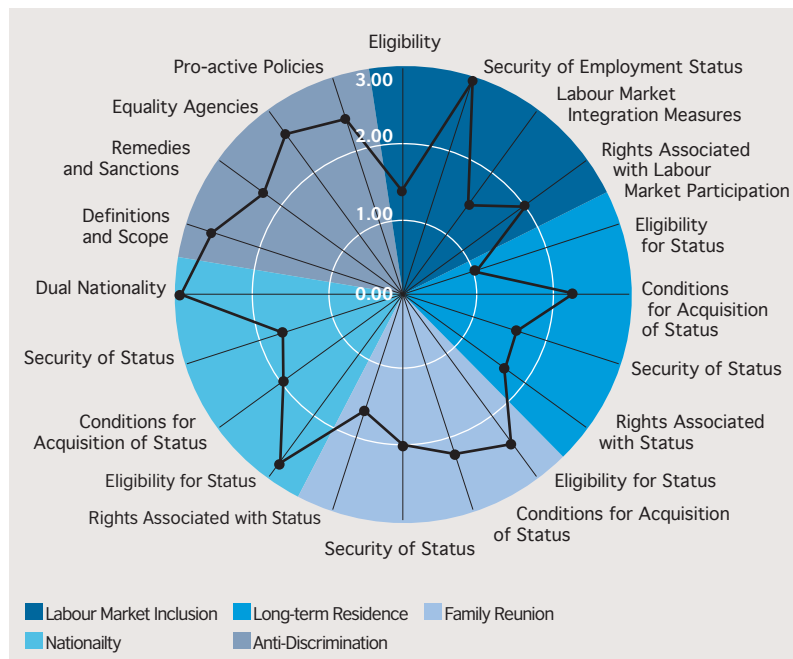 Eligibility
Security of Employment Status
Labour Market
Integration Measures
Rights Associated
with Labour
Market Participation
Eligibility
for Status
Conditions
for Acquisition
of Status
Security of Status
Rights Associated
with Status
Eligibility for Status
Conditions for Acquisition
of Status
Security of Status
Rights Associated with Status
Eligibility for Status
Conditions for
Acquisition of Status
Security of Status
Dual Nationality
Definitions
and Scope
Remedies
and Sanctions
Equality Agencies
Pro-active Policies
3.00
2.00
1.00
0.00
Labour Market Inclusion
Long-term Residence
Family Reunion
Nationailty
Anti-Discrimination